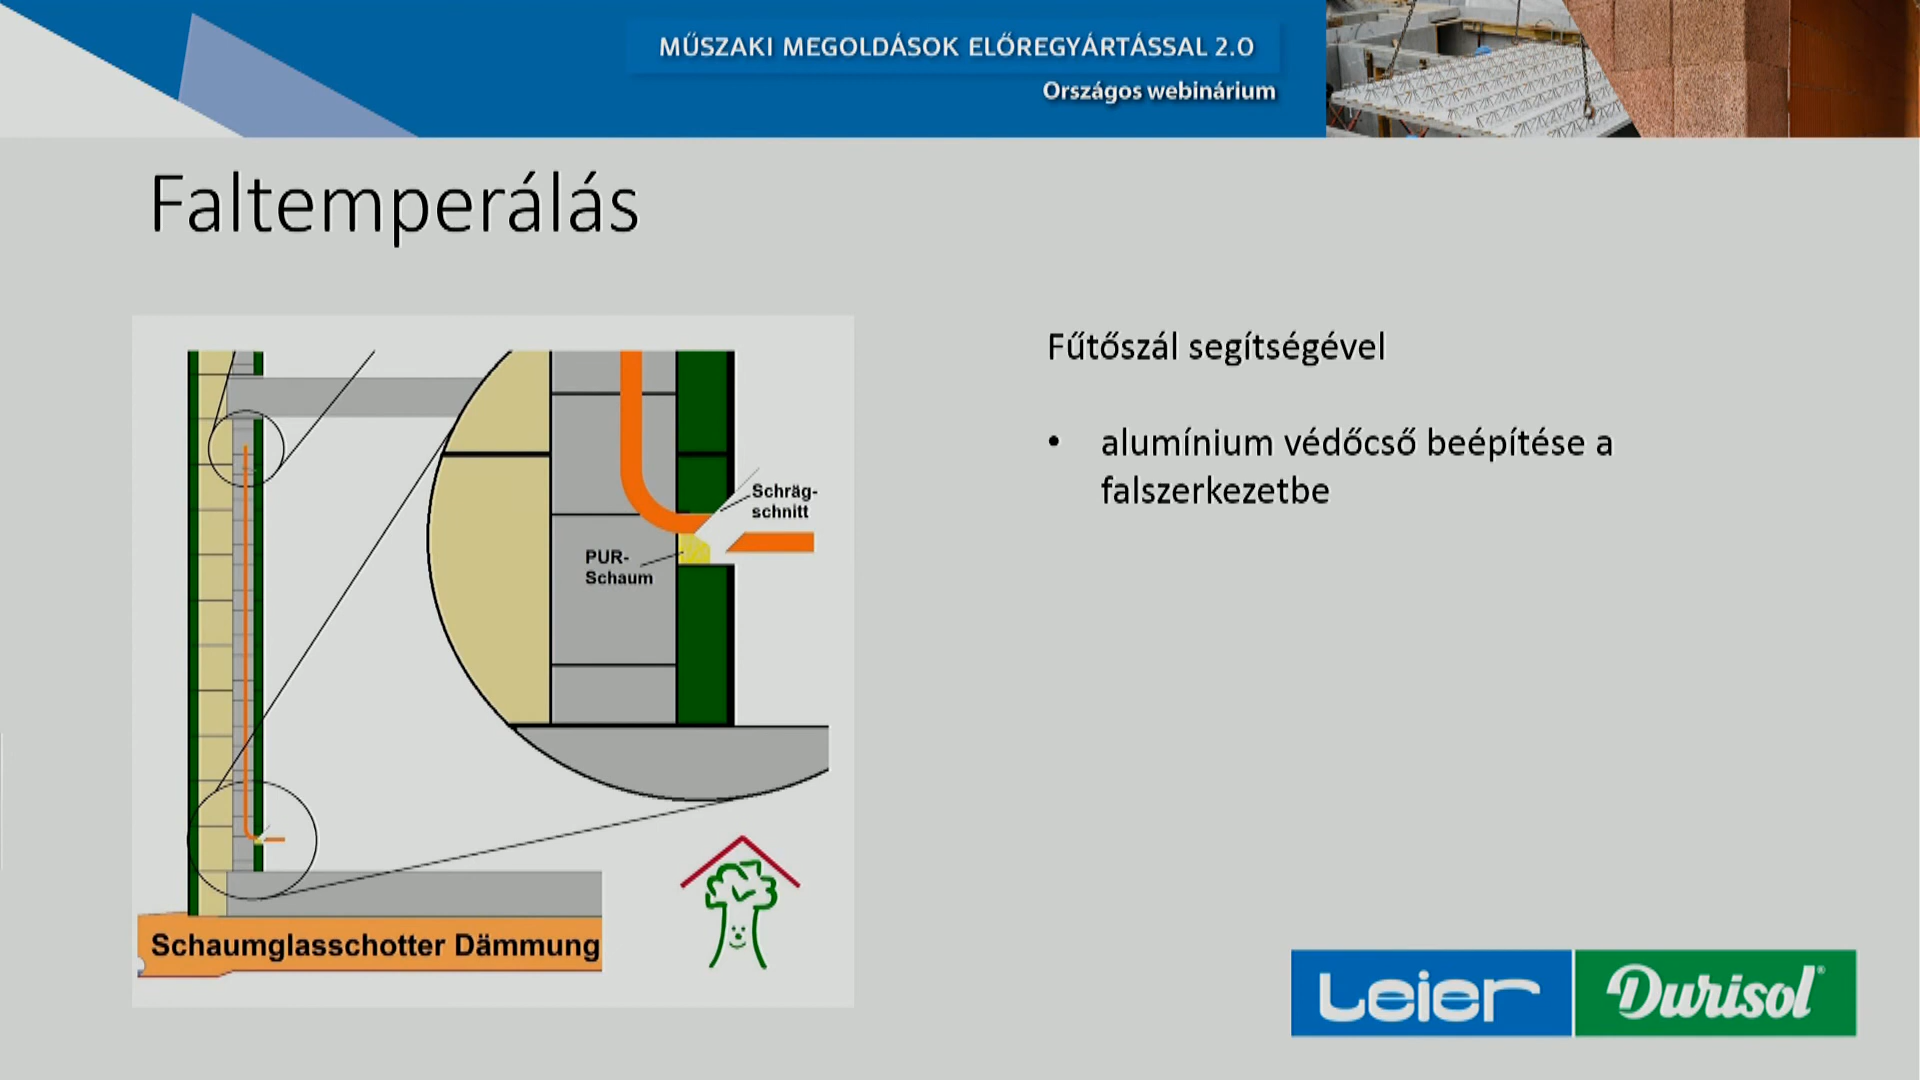 MŰSZAKI MEGOLDÁSOK ELŐREGYÁRTÁSSAL 2.0
Országos webinárium
Faltemperálás
Fűtőszál segítségével
• alumínium védőcső beépítése a
falszerkezetbe
Schräg-
schnitt
PUR-
Schaum
Schaumglasschotter Dämmung
Leier
Durisol®